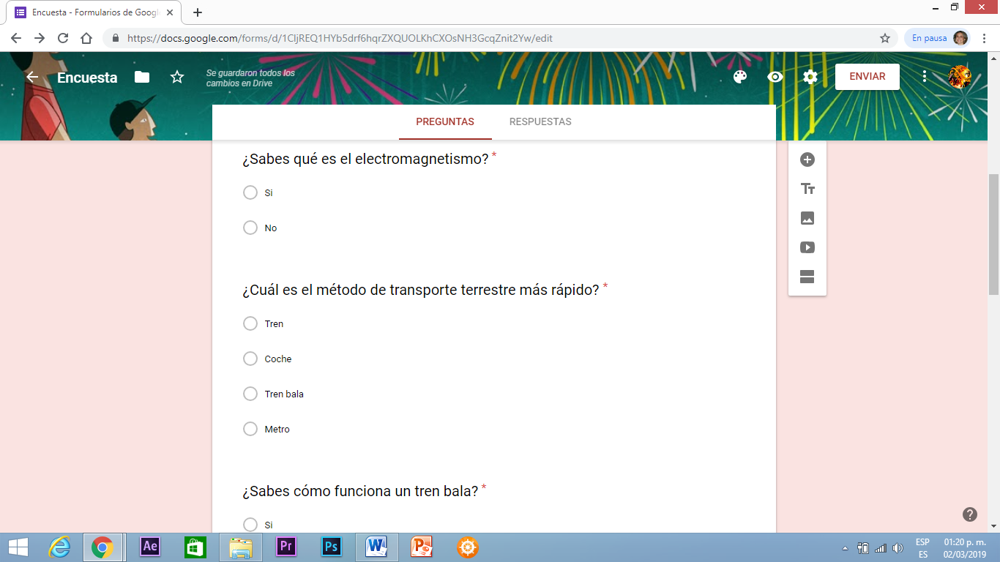 Encuesta - Formularios de Googl
https://docs.google.com/forms/d/1CljREQ1HYb5drf6hqrZXQUOLKhCXOsNH3GcqZnit2Yw/edit
En pausa
Encuesta
Se guardaron todos los
cambios en Drive
ENVIAR
PREGUNTAS
RESPUESTAS
¿Sabes qué es el electromagnetismo? *
Si
No
Tт
¿Cuál es el método de transporte terrestre más rápido? *
Tren
Coche
Tren bala
Metro
¿Sabes cómo funciona un tren bala? *
Si
Ae
Pr
Ps
ESP
ES
01:20 p. m.
02/03/2019